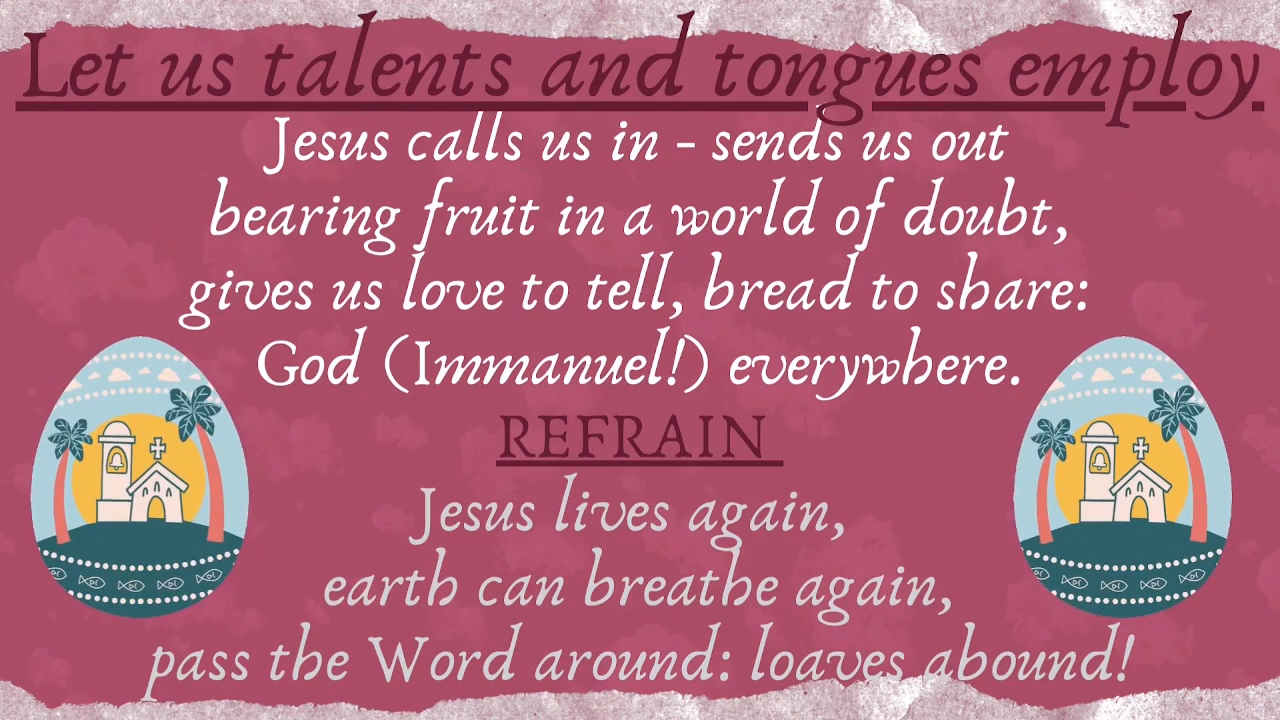 Let us talents and tongues employ.
Jesus calls us in - sends us out
bearing fruit in a world of doubt,
gives us love to tell, bread to share:
God (Immanuel!) everywhere.
REFRAIN
Jesus lives again,
earth can breathe again,
pass the Word around: loaves abound!